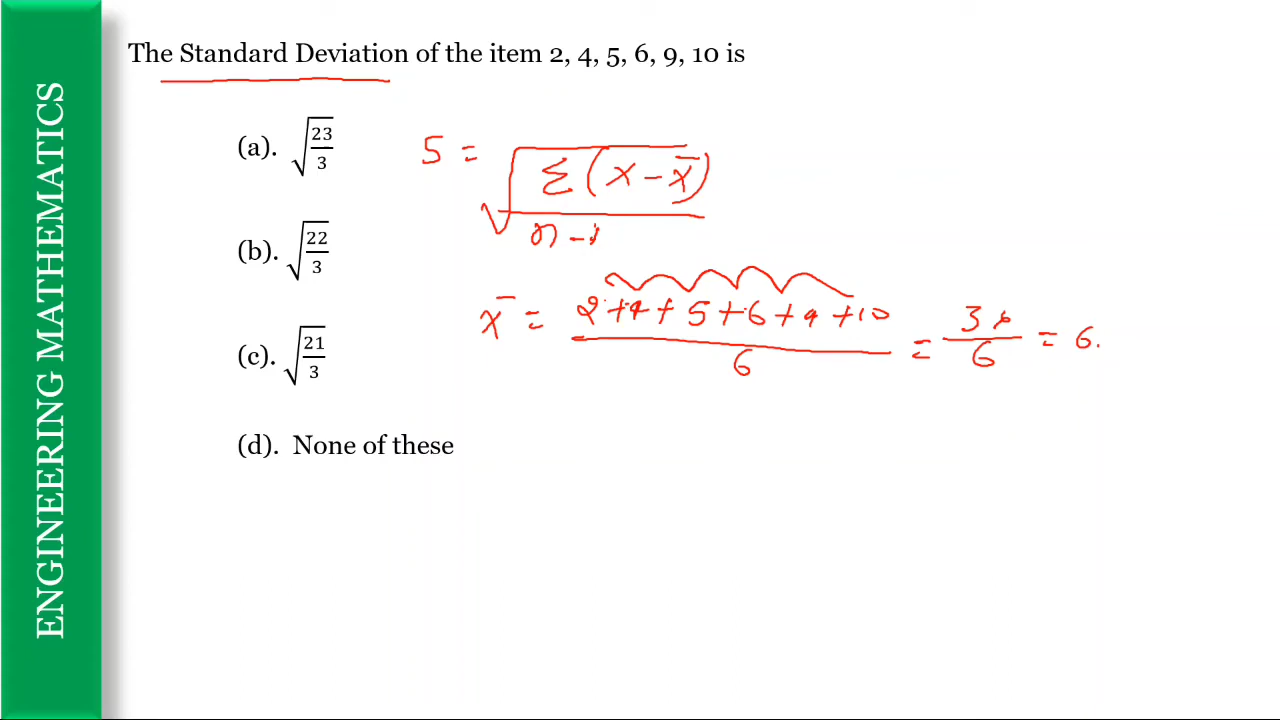 ENGINEERING MATHEMATICS
The Standard Deviation of the item 2, 4, 5, 6, 9, 10 is
(a). √(23/3)
(b). √(22/3)
(c). √(21/3)
(d). None of these
S = √(Σ(x - x̄)/(n-1))
x̄ = (2+4+5+6+9+10)/6 = 36/6 = 6.